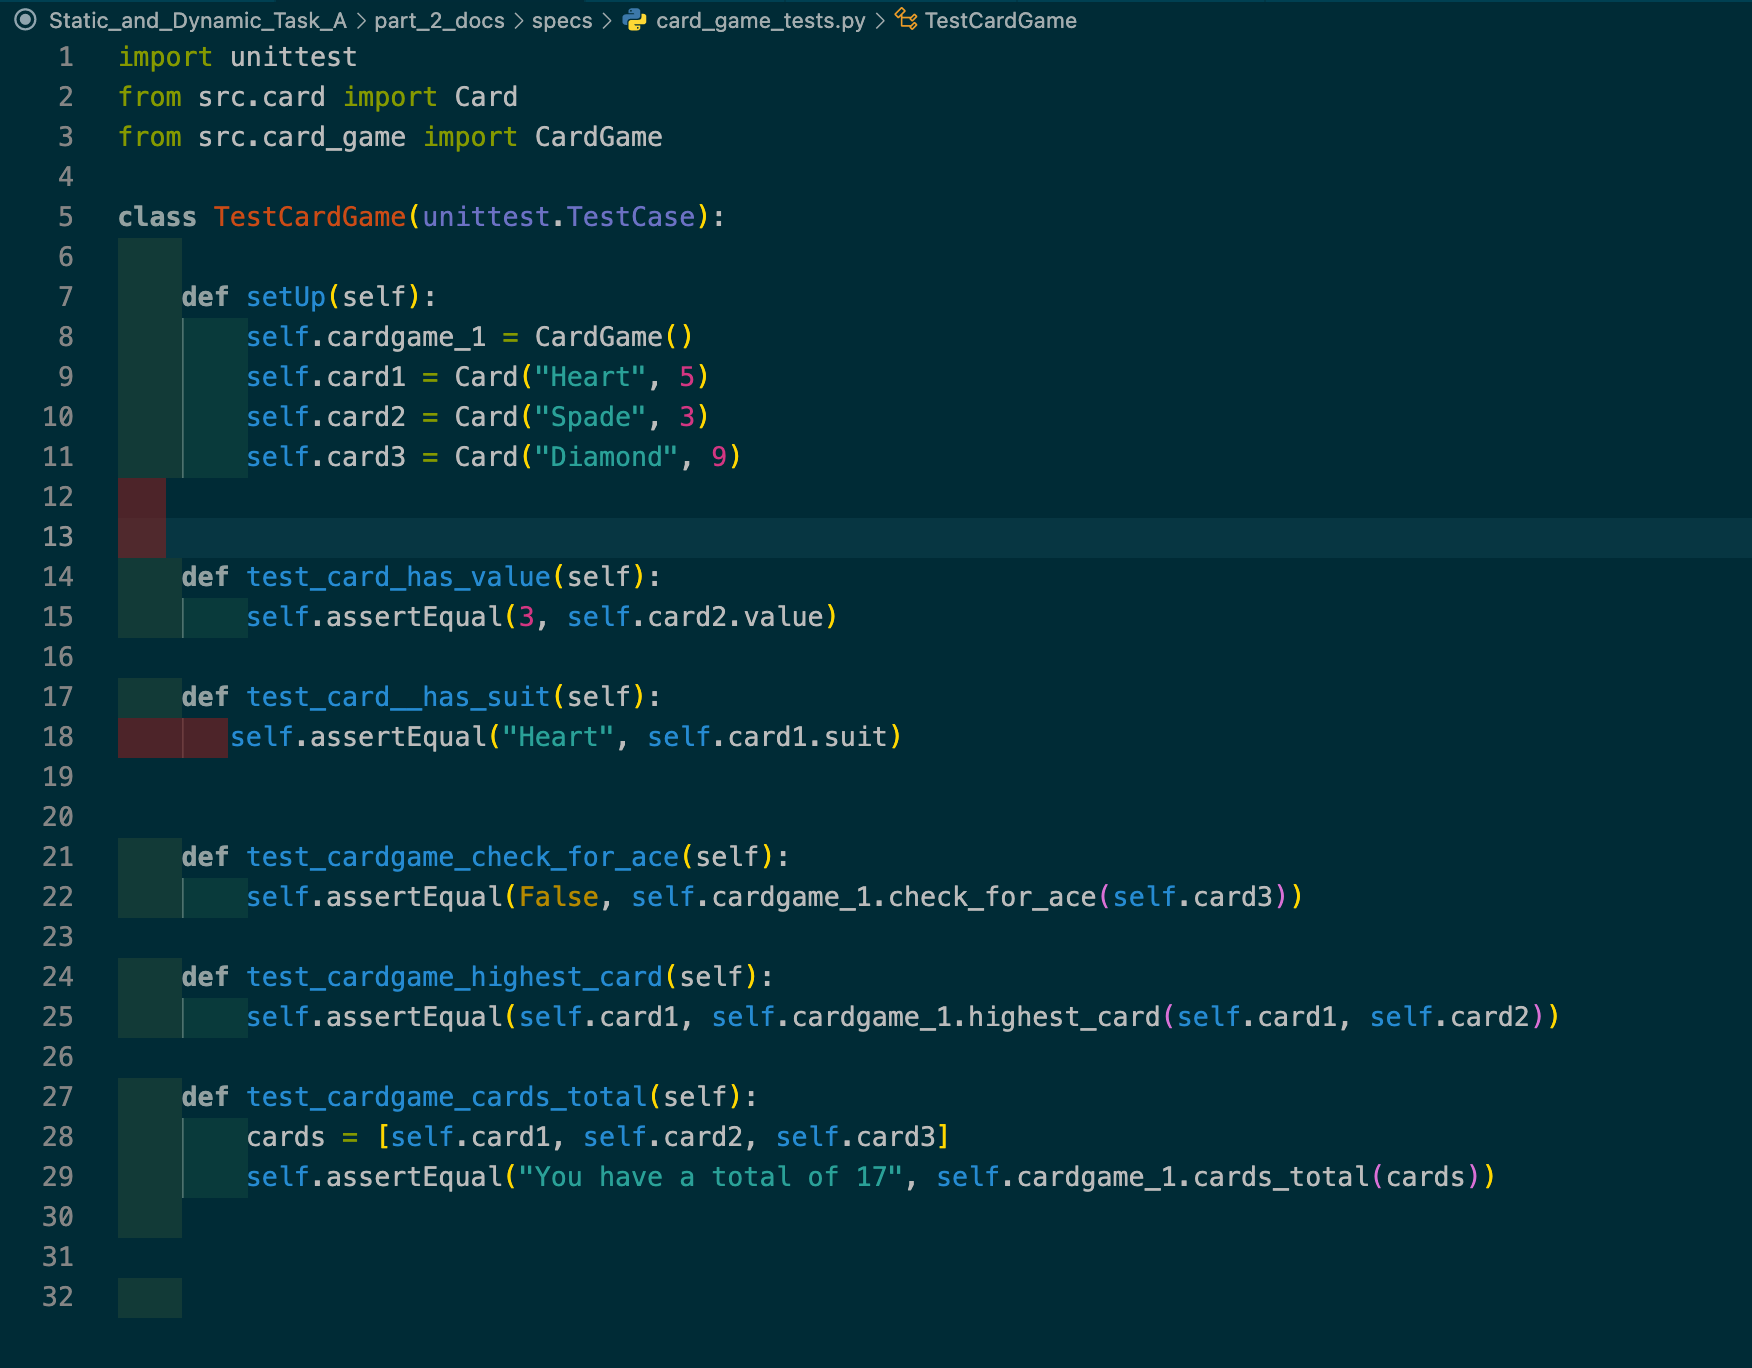 Static_and_Dynamic_Task_A > part_2_docs > specs > card_game_tests.py > TestCardGame
1 import unittest
2 from src.card import Card
3 from src.card_game import CardGame
4
5 class TestCardGame(unittest.TestCase):
6
7     def setUp(self):
8         self.cardgame_1 = CardGame()
9         self.card1 = Card("Heart", 5)
10         self.card2 = Card("Spade", 3)
11         self.card3 = Card("Diamond", 9)
12
13
14     def test_card_has_value(self):
15         self.assertEqual(3, self.card2.value)
16
17     def test_card__has_suit(self):
18        self.assertEqual("Heart", self.card1.suit)
19
20
21     def test_cardgame_check_for_ace(self):
22         self.assertEqual(False, self.cardgame_1.check_for_ace(self.card3))
23
24     def test_cardgame_highest_card(self):
25         self.assertEqual(self.card1, self.cardgame_1.highest_card(self.card1, self.card2))
26
27     def test_cardgame_cards_total(self):
28         cards = [self.card1, self.card2, self.card3]
29         self.assertEqual("You have a total of 17", self.cardgame_1.cards_total(cards))
30
31
32